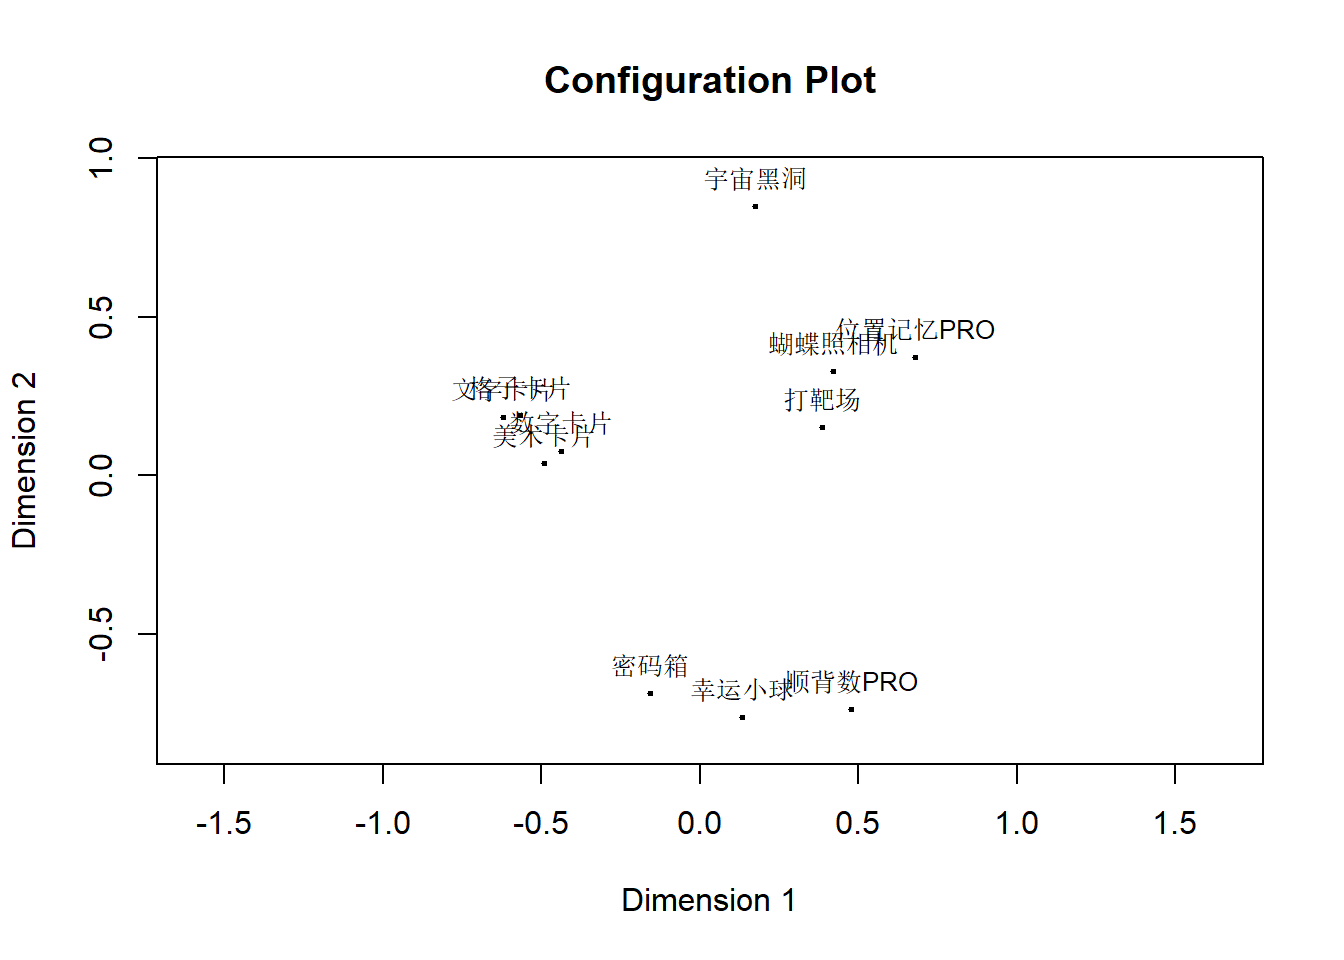 Configuration Plot
1.0
宇宙黑洞
0.5
位置记忆PRO
蝴蝶照相机
打靶场
文字卡片
格子卡片
数字卡片
美术卡片
0.0
-0.5
密码箱
顺背数PRO
幸运小球
-1.5 -1.0 -0.5 0.0 0.5 1.0 1.5
Dimension 1
Dimension 2